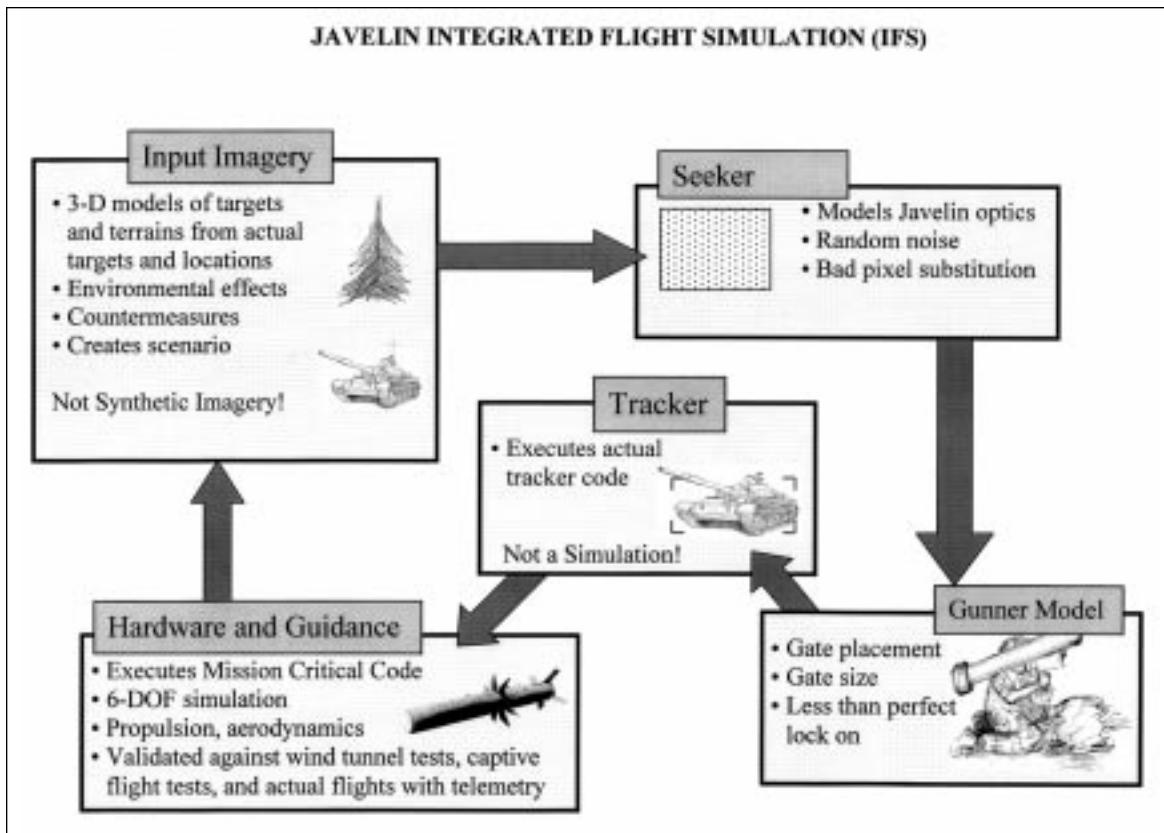 JAVELIN INTEGRATED FLIGHT SIMULATION (IFS)
Input Imagery
• 3-D models of targets
and terrains from actual
targets and locations
• Environmental effects
• Countermeasures
• Creates scenario
Not Synthetic Imagery!
Seeker
• Models Javelin optics
• Random noise
• Bad pixel substitution
Tracker
• Executes actual
tracker code
Not a Simulation!
Hardware and Guidance
• Executes Mission Critical Code
• 6-DOF simulation
• Propulsion, aerodynamics
• Validated against wind tunnel tests, captive
flight tests, and actual flights with telemetry
Gunner Model
• Gate placement
• Gate size
• Less than perfect
lock on